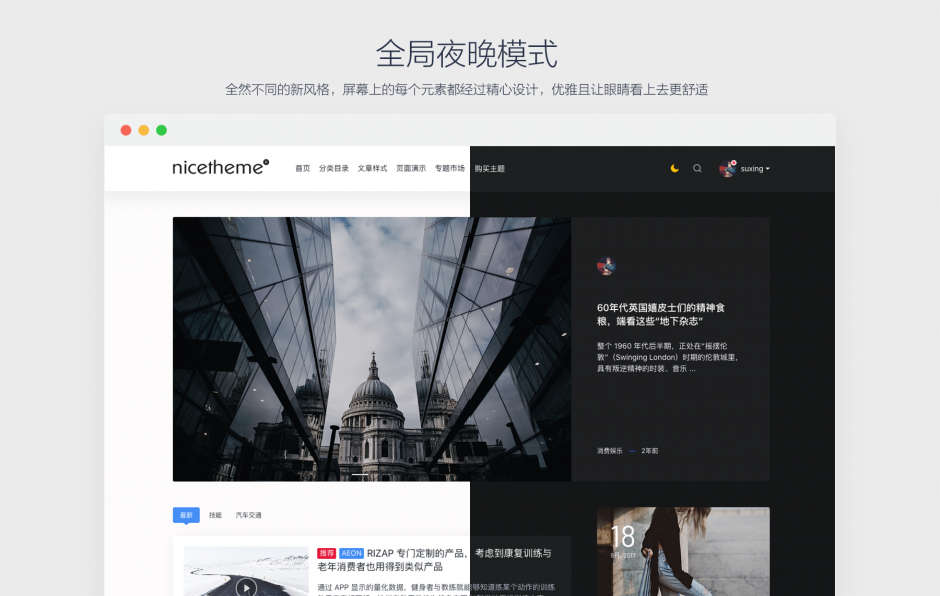 全局夜晚模式
全然不同的新风格，屏幕上的每个元素都经过精心设计，优雅且让眼睛看上去更舒适
nicetheme
首页 分类目录 文章样式 页面演示 专题市场 购买主题
suxing
60年代英国嬉皮士们的精神食
粮，端看这些“地下杂志”
整个 1960 年代后半期，正处在“摇摆伦
敦”（Swinging London）时期的伦敦城里，
具有叛逆精神的时装、音乐 ...
消费娱乐 — 2年前
最新 技能 汽车交通
推荐 AEON RIZAP 专门定制的产品，考虑到康复训练与
老年消费者也用得到类似产品
通过 APP 显示的量化数据，健身者与教练就能够知道练某个动作的训练
18
9月, 2017